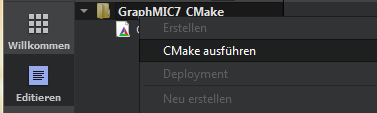 GraphMIC7_CMake
Willkommen
Editieren
Erstellen
CMake ausführen
Deployment
Neu erstellen